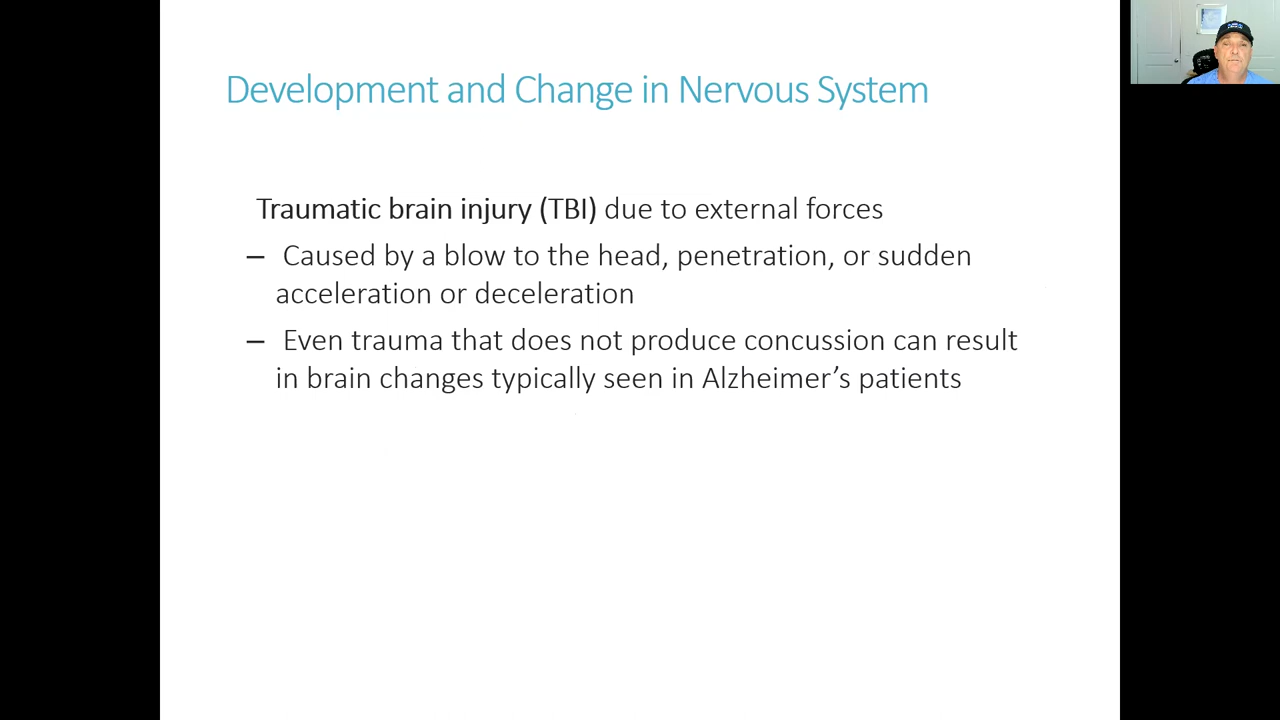 Development and Change in Nervous System
Traumatic brain injury (TBI) due to external forces
– Caused by a blow to the head, penetration, or sudden
acceleration or deceleration
– Even trauma that does not produce concussion can result
in brain changes typically seen in Alzheimer’s patients